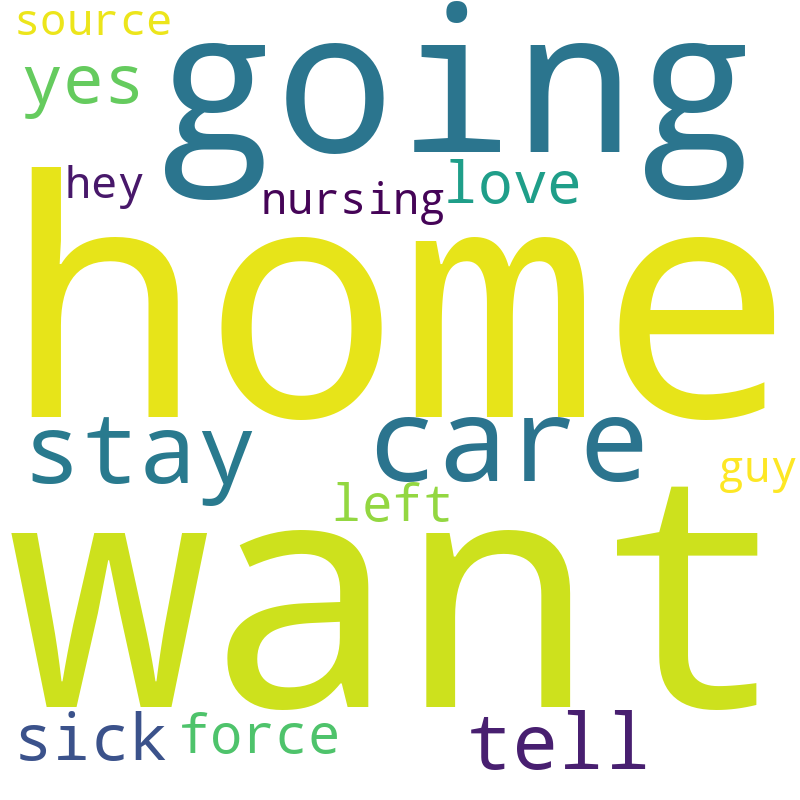 source
going
yes
hey
nursing
love
home
stay
care
guy
left
want
sick
force
tell